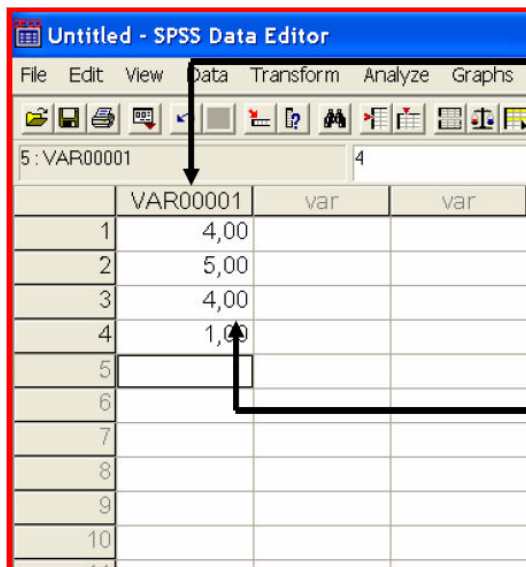 Untitled - SPSS Data Editor
File Edit View Data Transform Analyze Graphs
5 : VAR00001 4
VAR00001 var var
1 4,00
2 5,00
3 4,00
4 1,00
5
6
7
8
9
10